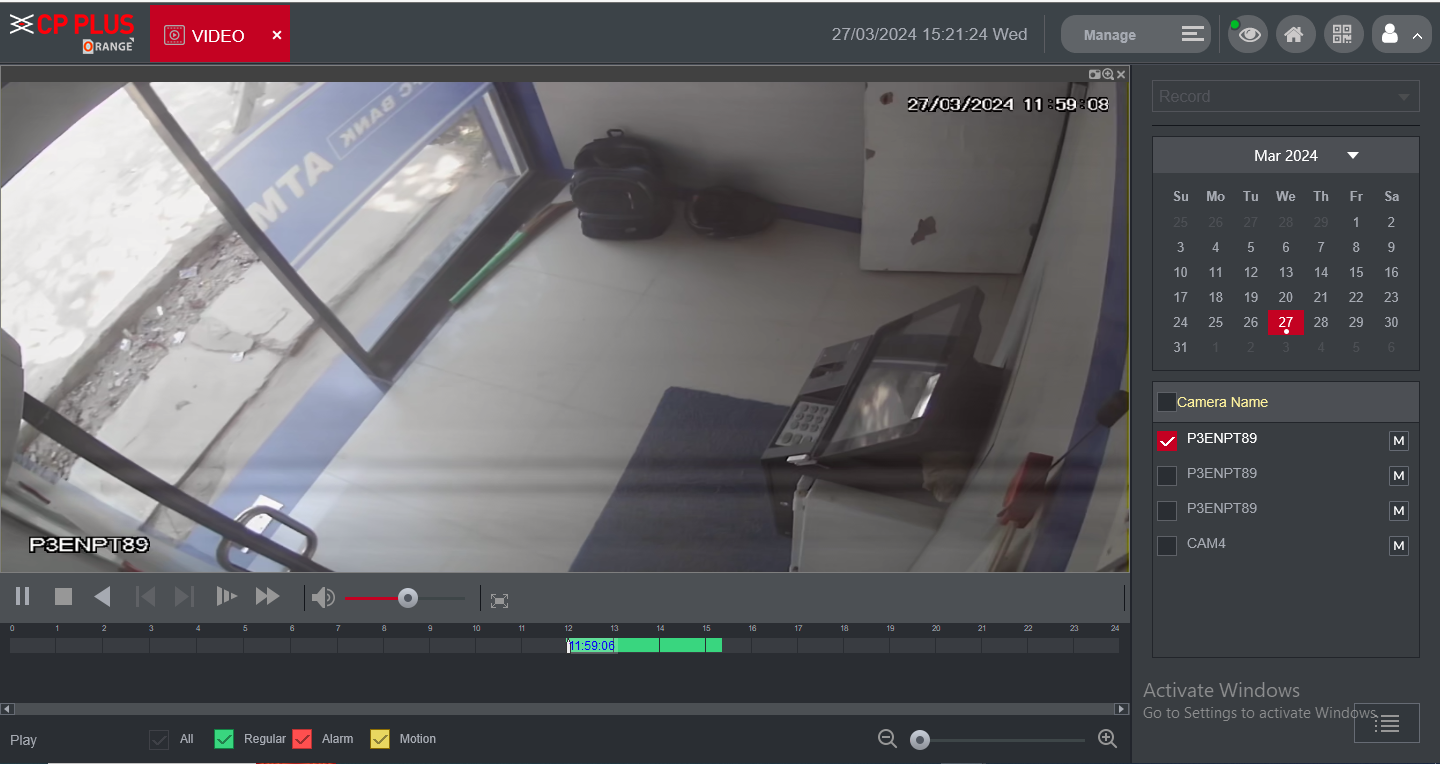 CP PLUS
ORANGE
VIDEO
27/03/2024 15:21:24 Wed
Manage
27/03/2024 11:59:08
C BANK
ATM
P3ENPT89
Record
Mar 2024
Su Mo Tu We Th Fr Sa
25 26 27 28 29 1 2
3 4 5 6 7 8 9
10 11 12 13 14 15 16
17 18 19 20 21 22 23
24 25 26 27 28 29 30
31 1 2 3 4 5 6
Camera Name
P3ENPT89 M
P3ENPT89 M
P3ENPT89 M
CAM4 M
0 1 2 3 4 5 6 7 8 9 10 11 12 13 14 15 16 17 18 19 20 21 22 23 24
11:59:06
Activate Windows
Go to Settings to activate Windows.
Play All Regular Alarm Motion